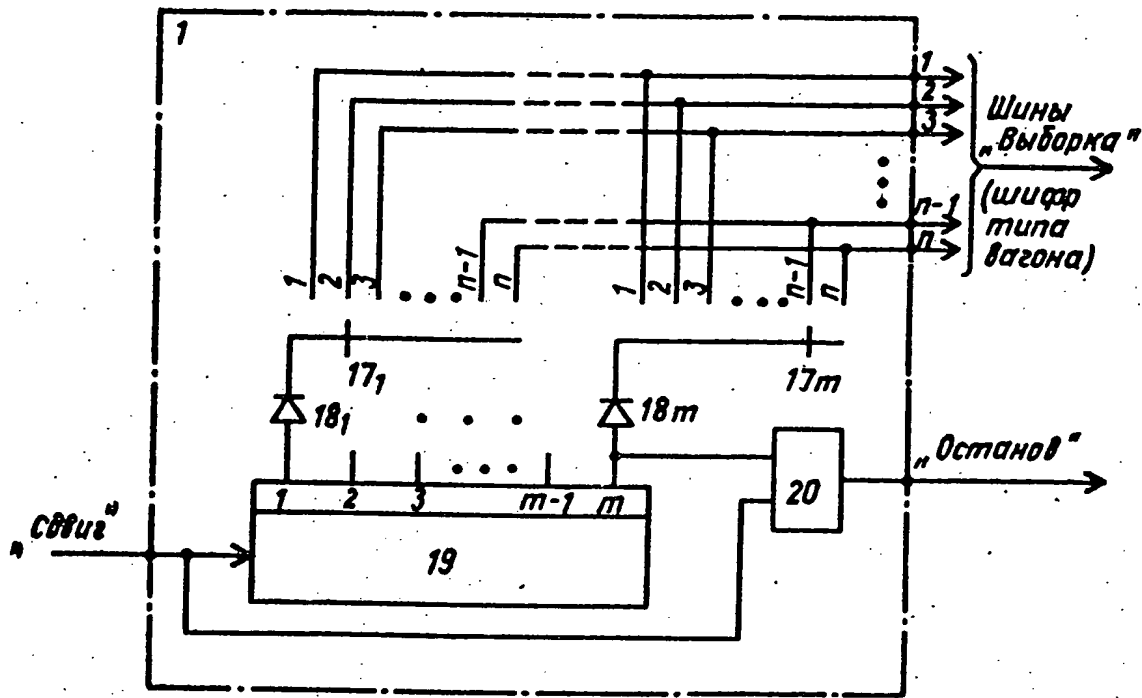 1
1
2
3
n-1
n
Шины
„Выборка"
(шифр
типа
вагона)
1 2 3 n-1 n
1 2 3 n-1 n
17₁
17m
18₁
18m
1 2 3 m-1 m
19
20
„Останов"
„Сдвиг"